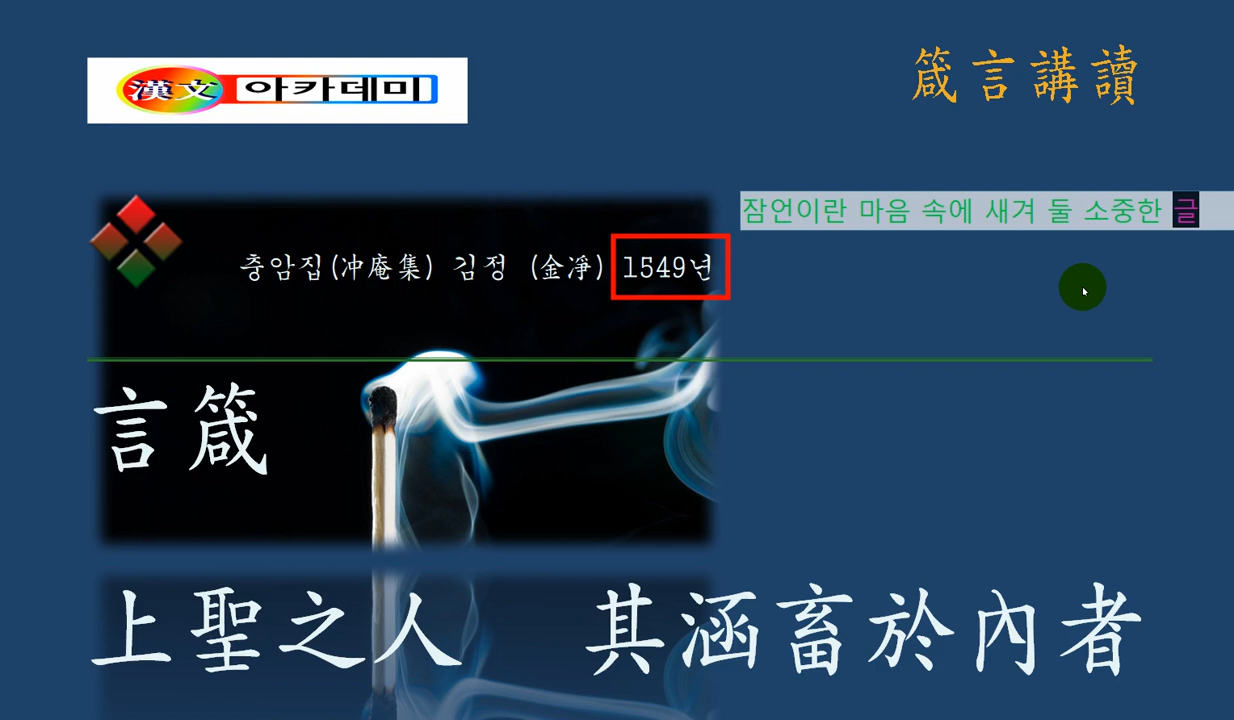 漢文 아카데미
箴言講讀
잠언이란 마음 속에 새겨 둘 소중한 글
충암집(冲庵集) 김정 (金凈) 1549년
言箴
上聖之人 其涵畜於內者